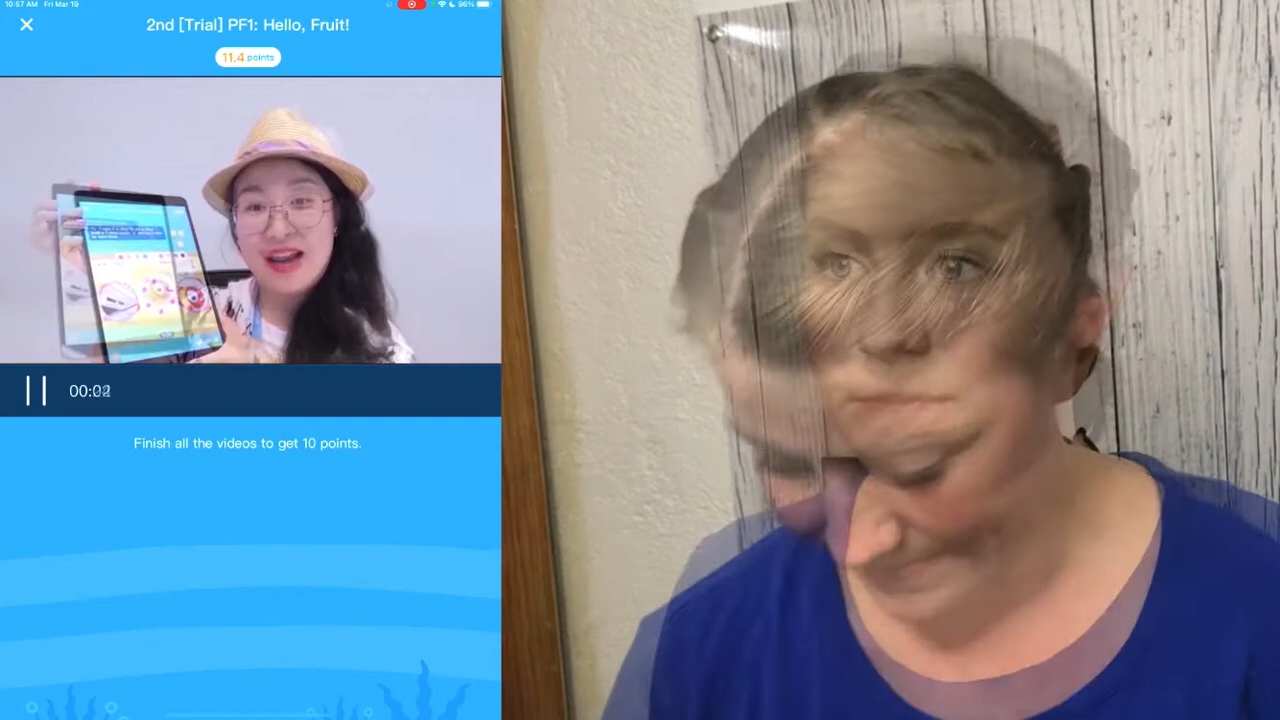 10:57 AM Fri Mar 19
96%
2nd [Trial] PF1: Hello, Fruit!
11.4 points
00:02
Finish all the videos to get 10 points.